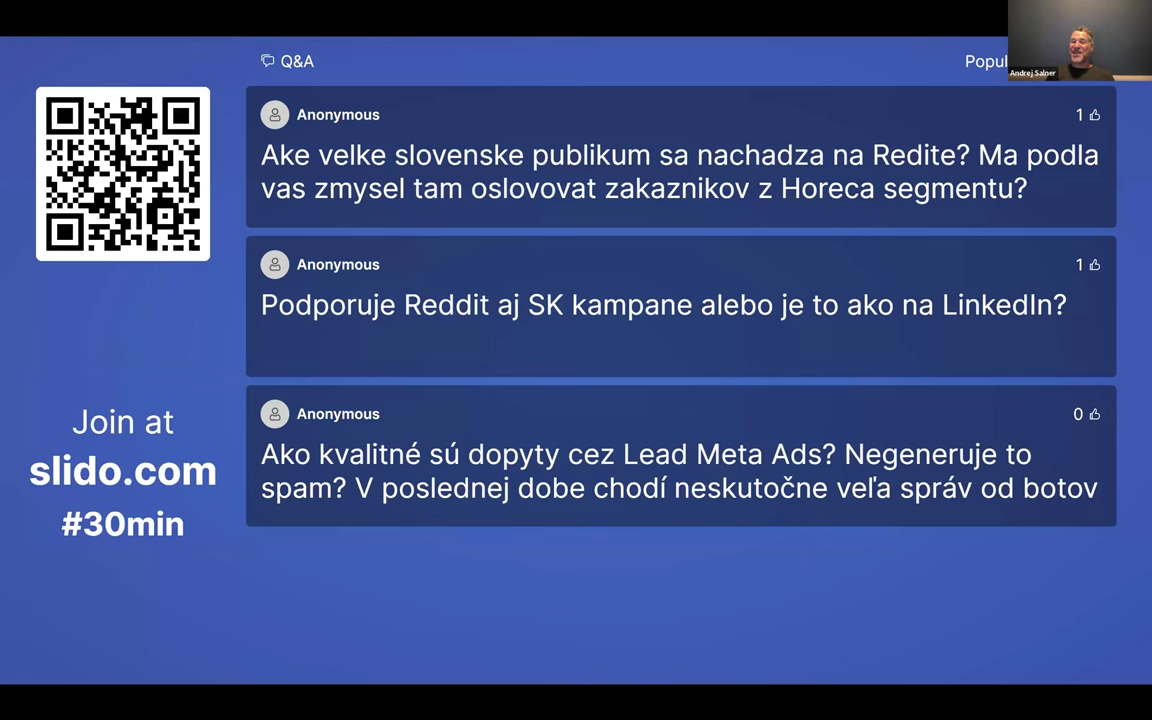 Q&A
Popul
Andrej Salner
Anonymous
1
Ake velke slovenske publikum sa nachadza na Redite? Ma podla
vas zmysel tam oslovovat zakaznikov z Horeca segmentu?
Anonymous
1
Podporuje Reddit aj SK kampane alebo je to ako na LinkedIn?
Anonymous
0
Ako kvalitné sú dopyty cez Lead Meta Ads? Negeneruje to
spam? V poslednej dobe chodí neskutočne veľa správ od botov
Join at
slido.com
#30min